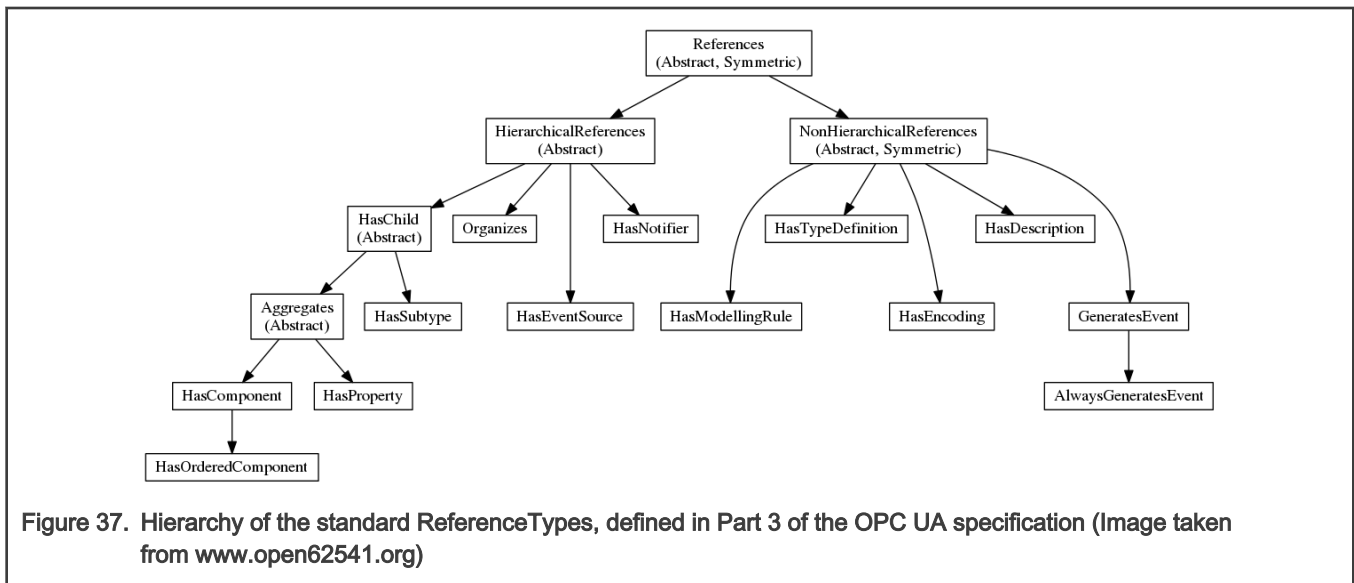 References
(Abstract, Symmetric)
HierarchicalReferences
(Abstract)
NonHierarchicalReferences
(Abstract, Symmetric)
HasChild
(Abstract)
Organizes
HasNotifier
HasTypeDefinition
HasDescription
Aggregates
(Abstract)
HasSubtype
HasEventSource
HasModellingRule
HasEncoding
GeneratesEvent
HasComponent
HasProperty
AlwaysGeneratesEvent
HasOrderedComponent
Figure 37. Hierarchy of the standard ReferenceTypes, defined in Part 3 of the OPC UA specification (Image taken
from www.open62541.org)